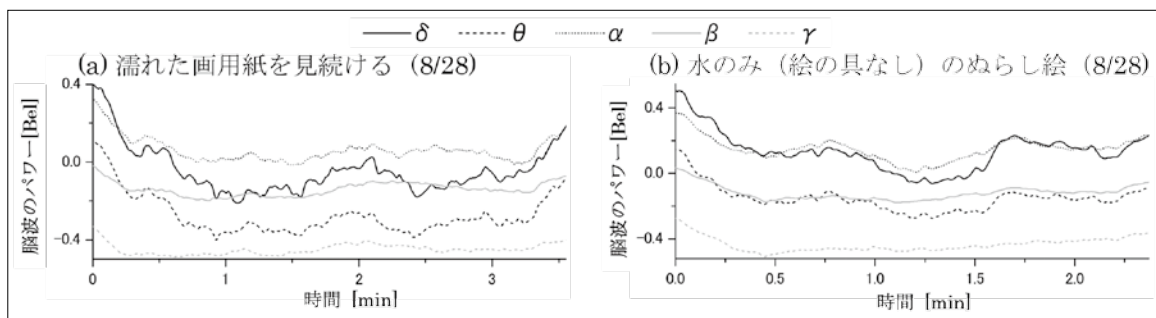 δ θ α β γ
(a) 濡れた画用紙を見続ける (8/28)
脳波のパワー[Bel]
0.4
0.0
−0.4
0 1 2 3
時間 [min]
(b) 水のみ（絵の具なし）のぬらし絵 (8/28)
脳波のパワー[Bel]
0.4
0.0
−0.4
0.0 0.5 1.0 1.5 2.0
時間 [min]